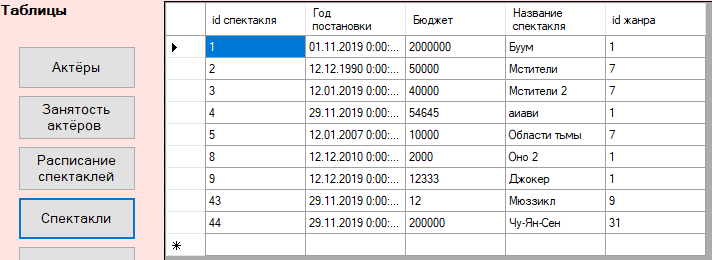 Таблицы
Актёры
Занятость
актёров
Расписание
спектаклей
Спектакли
id спектакля Год постановки Бюджет Название спектакля id жанра
1 01.11.2019 0:00:... 2000000 Буум 1
2 12.12.1990 0:00:... 50000 Мстители 7
3 12.01.2019 0:00:... 40000 Мстители 2 7
4 29.11.2019 0:00:... 54645 аиави 1
5 12.01.2007 0:00:... 10000 Области тьмы 7
8 12.12.2010 0:00:... 2000 Оно 2 1
9 12.12.2019 0:00:... 12333 Джокер 1
43 29.11.2019 0:00:... 12 Мюззикл 9
44 29.11.2019 0:00:... 200000 Чу-Ян-Сен 31